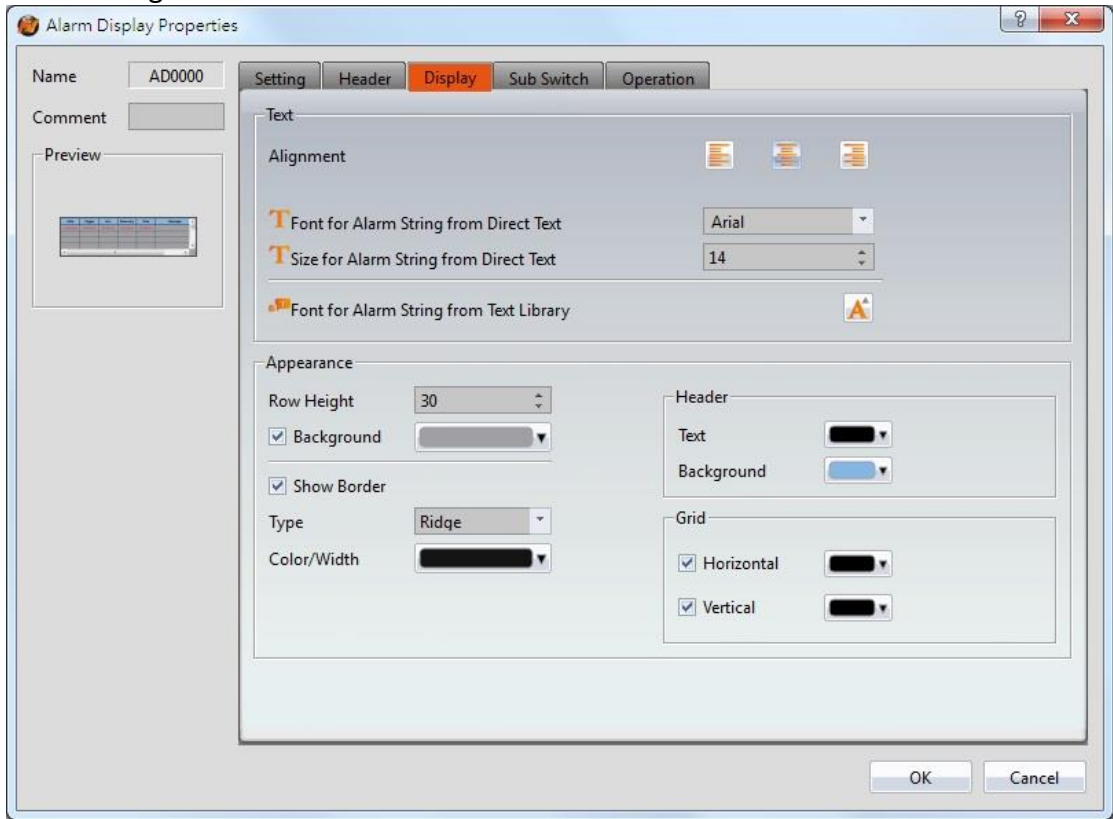 Alarm Display Properties
Name AD0000
Comment
Preview
Setting Header Display Sub Switch Operation
Text
Alignment
Font for Alarm String from Direct Text Arial
Size for Alarm String from Direct Text 14
Font for Alarm String from Text Library
Appearance
Row Height 30
Background
Show Border
Type Ridge
Color/Width
Header
Text
Background
Grid
Horizontal
Vertical
OK Cancel